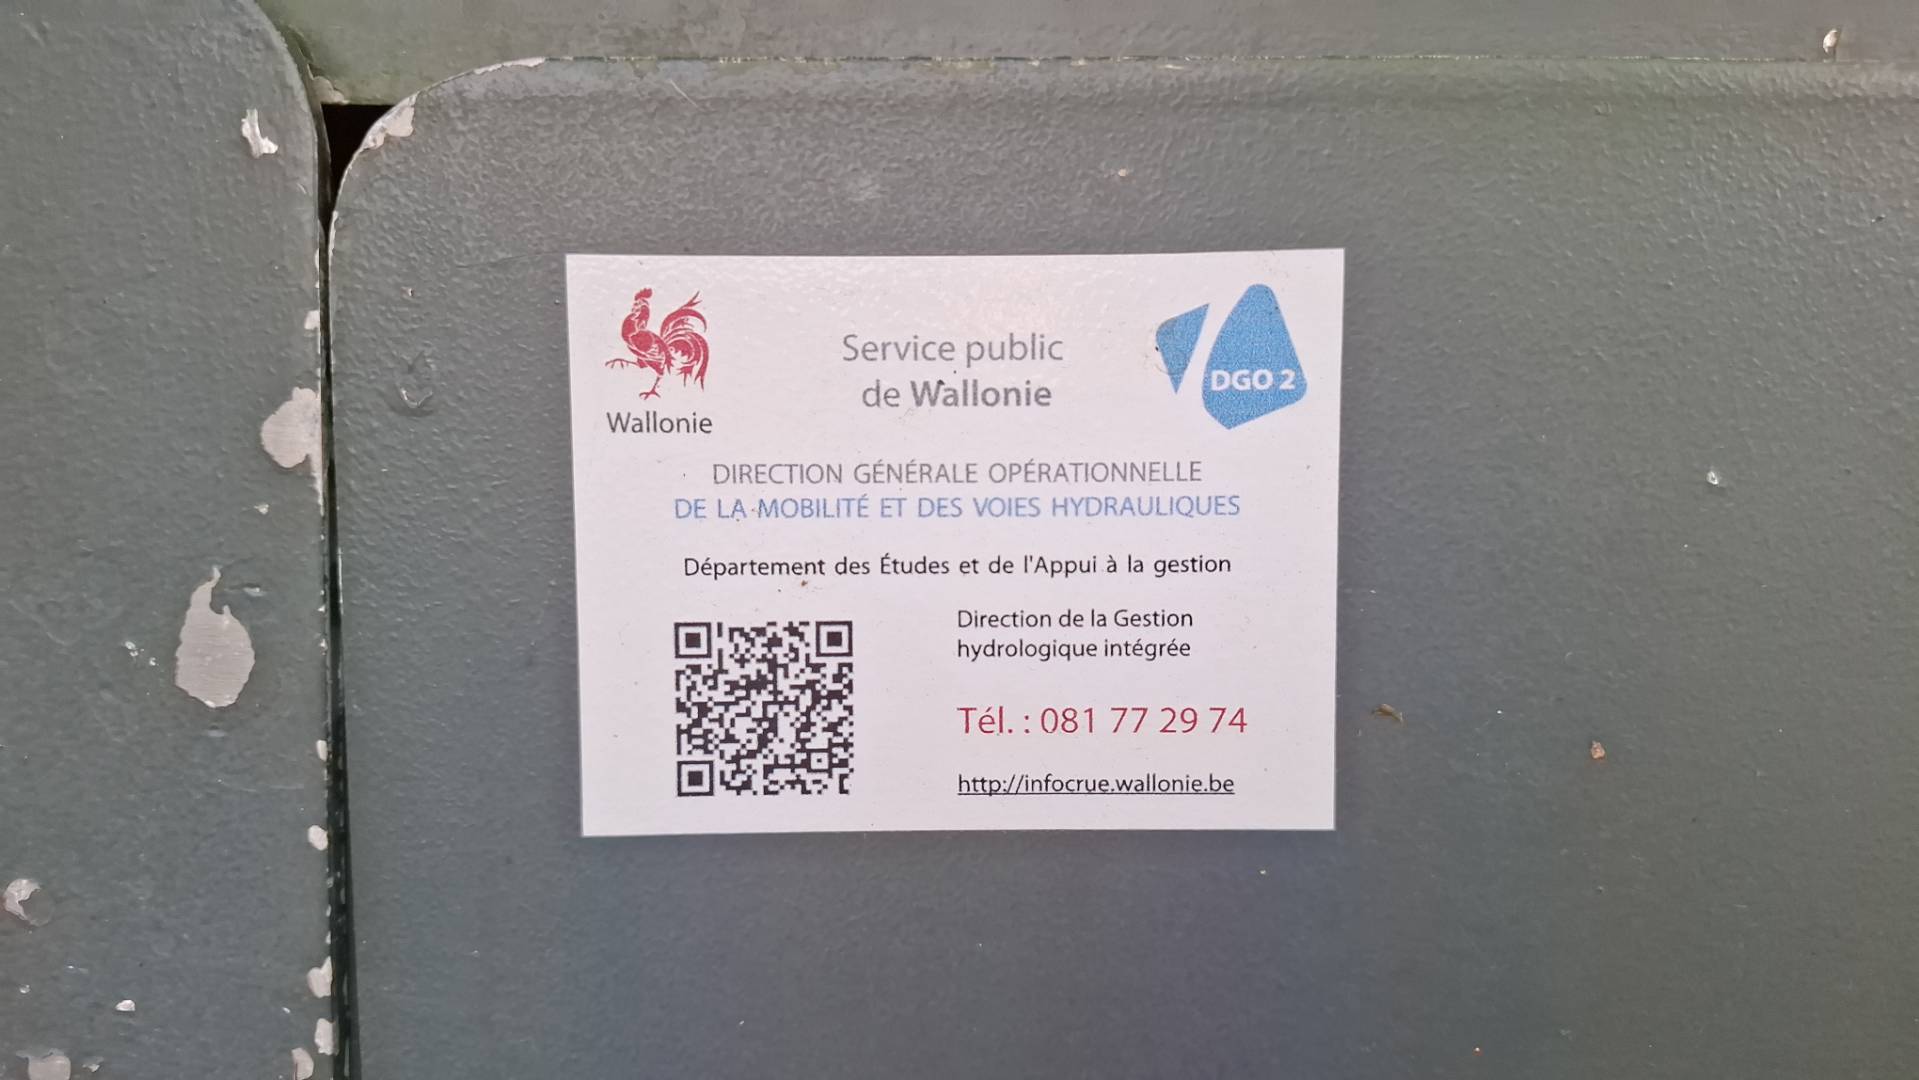 Wallonie
Service public
de Wallonie
DGO 2
DIRECTION GÉNÉRALE OPÉRATIONNELLE
DE LA MOBILITÉ ET DES VOIES HYDRAULIQUES
Département des Études et de l'Appui à la gestion
Direction de la Gestion
hydrologique intégrée
Tél. : 081 77 29 74
http://infocrue.wallonie.be